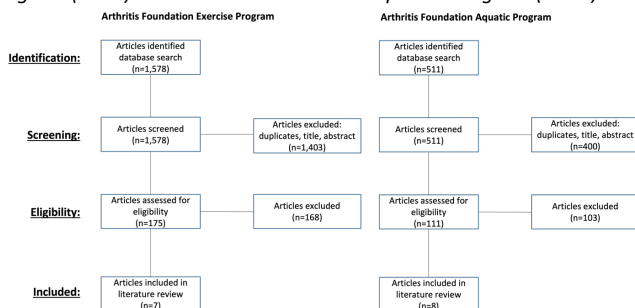 Arthritis Foundation Exercise Program
Arthritis Foundation Aquatic Program
Identification:
Articles identified
database search
(n=1,578)
Articles identified
database search
(n=511)
Screening:
Articles screened
(n=1,578)
Articles excluded:
duplicates, title, abstract
(n=1,403)
Articles screened
(n=511)
Articles excluded:
duplicates, title, abstract
(n=400)
Eligibility:
Articles assessed for
eligibility
(n=175)
Articles excluded
(n=168)
Articles assessed for
eligibility
(n=111)
Articles excluded
(n=103)
Included:
Articles included in
literature review
(n=7)
Articles included in
literature review
(n=8)